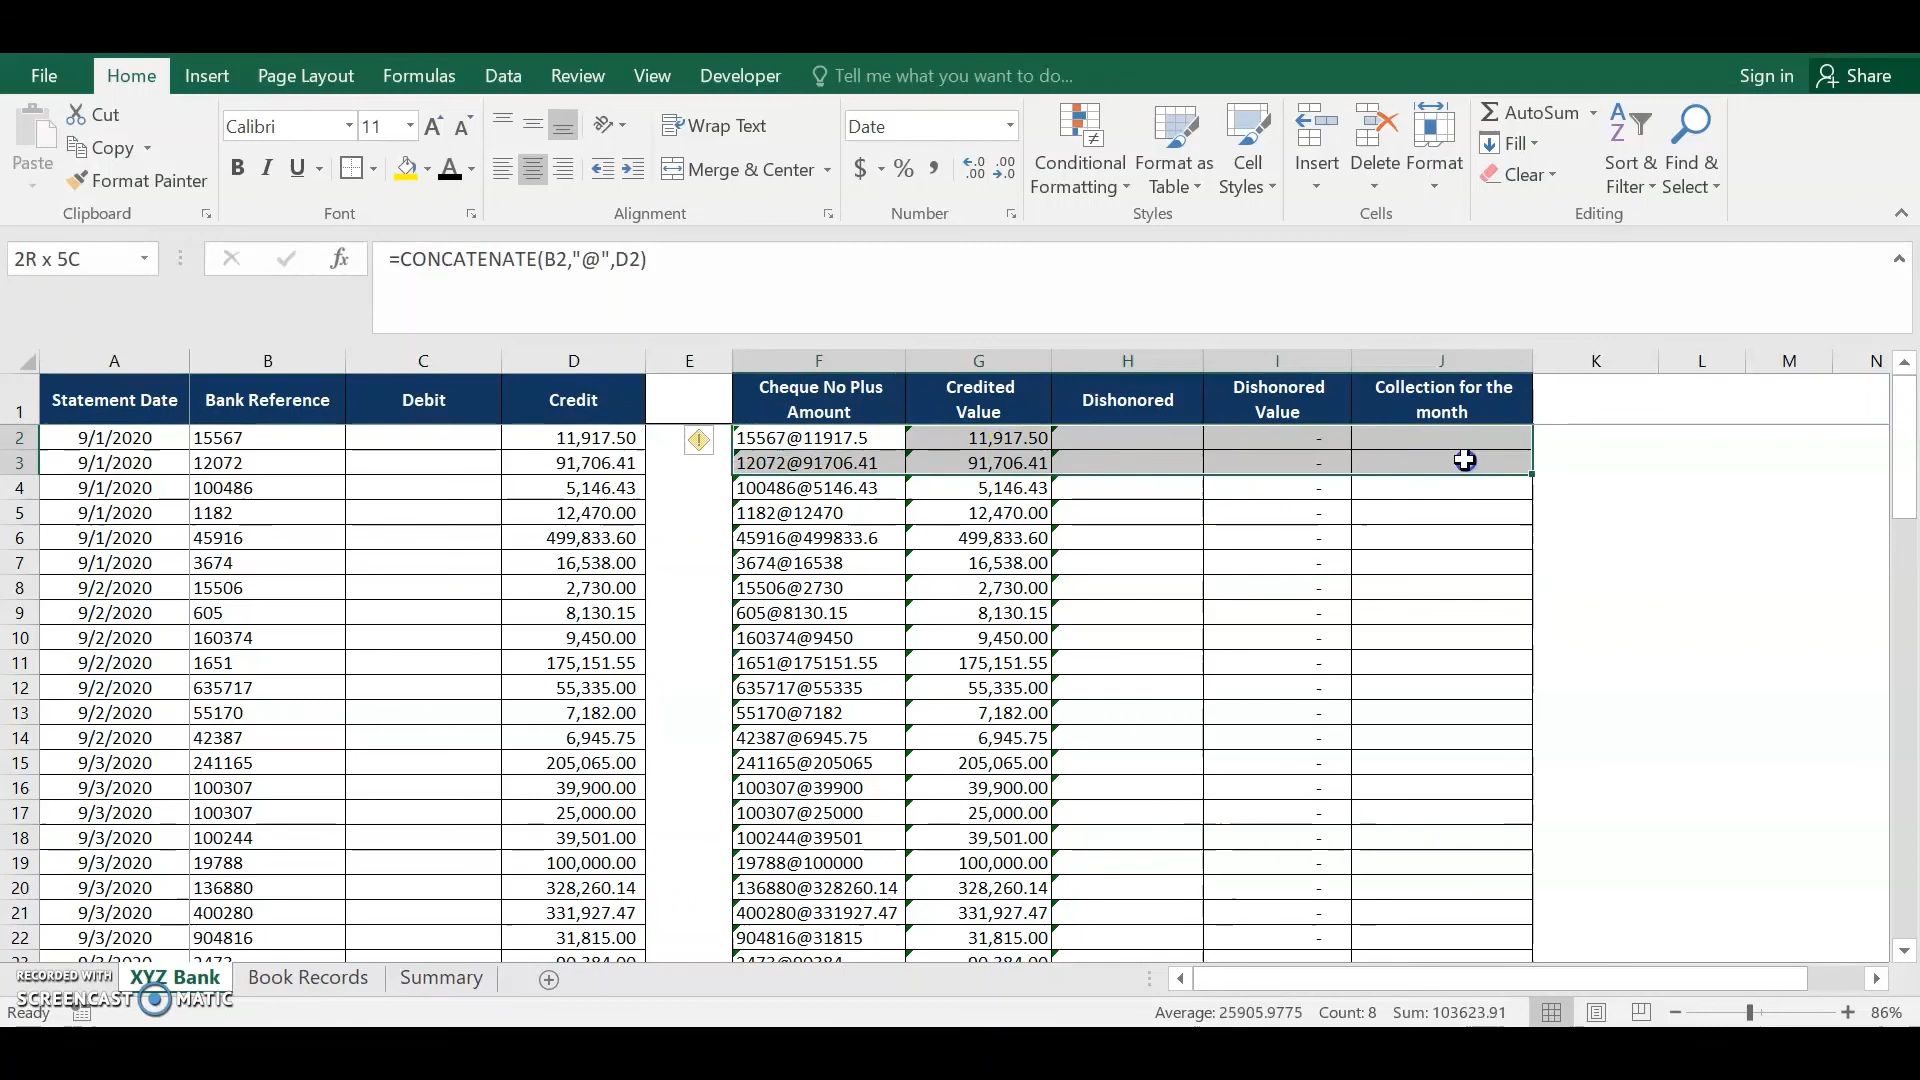 File Home Insert Page Layout Formulas Data Review View Developer Tell me what you want to do... Sign in Share
Paste Cut Copy Format Painter Clipboard
Calibri 11 A A B I U A Font
Wrap Text Merge & Center Alignment
Date $ % , Number
Conditional Formatting Format as Table Cell Styles Styles
Insert Delete Format Cells
AutoSum Fill Clear Sort & Filter Find & Select Editing
2R x 5C fx =CONCATENATE(B2,"@",D2)
A B C D E F G H I J K L M N
1 Statement Date Bank Reference Debit Credit Cheque No Plus Amount Credited Value Dishonored Dishonored Value Collection for the month
2 9/1/2020 15567 11,917.50 15567@11917.5 11,917.50 -
3 9/1/2020 12072 91,706.41 12072@91706.41 91,706.41 -
4 9/1/2020 100486 5,146.43 100486@5146.43 5,146.43 -
5 9/1/2020 1182 12,470.00 1182@12470 12,470.00 -
6 9/1/2020 45916 499,833.60 45916@499833.6 499,833.60 -
7 9/1/2020 3674 16,538.00 3674@16538 16,538.00 -
8 9/2/2020 15506 2,730.00 15506@2730 2,730.00 -
9 9/2/2020 605 8,130.15 605@8130.15 8,130.15 -
10 9/2/2020 160374 9,450.00 160374@9450 9,450.00 -
11 9/2/2020 1651 175,151.55 1651@175151.55 175,151.55 -
12 9/2/2020 635717 55,335.00 635717@55335 55,335.00 -
13 9/2/2020 55170 7,182.00 55170@7182 7,182.00 -
14 9/2/2020 42387 6,945.75 42387@6945.75 6,945.75 -
15 9/3/2020 241165 205,065.00 241165@205065 205,065.00 -
16 9/3/2020 100307 39,900.00 100307@39900 39,900.00 -
17 9/3/2020 100307 25,000.00 100307@25000 25,000.00 -
18 9/3/2020 100244 39,501.00 100244@39501 39,501.00 -
19 9/3/2020 19788 100,000.00 19788@100000 100,000.00 -
20 9/3/2020 136880 328,260.14 136880@328260.14 328,260.14 -
21 9/3/2020 400280 331,927.47 400280@331927.47 331,927.47 -
22 9/3/2020 904816 31,815.00 904816@31815 31,815.00 -
XYZ Bank Book Records Summary
RECORDED WITH
SCREENCAST MATIC
Ready Average: 25905.9775 Count: 8 Sum: 103623.91 86%